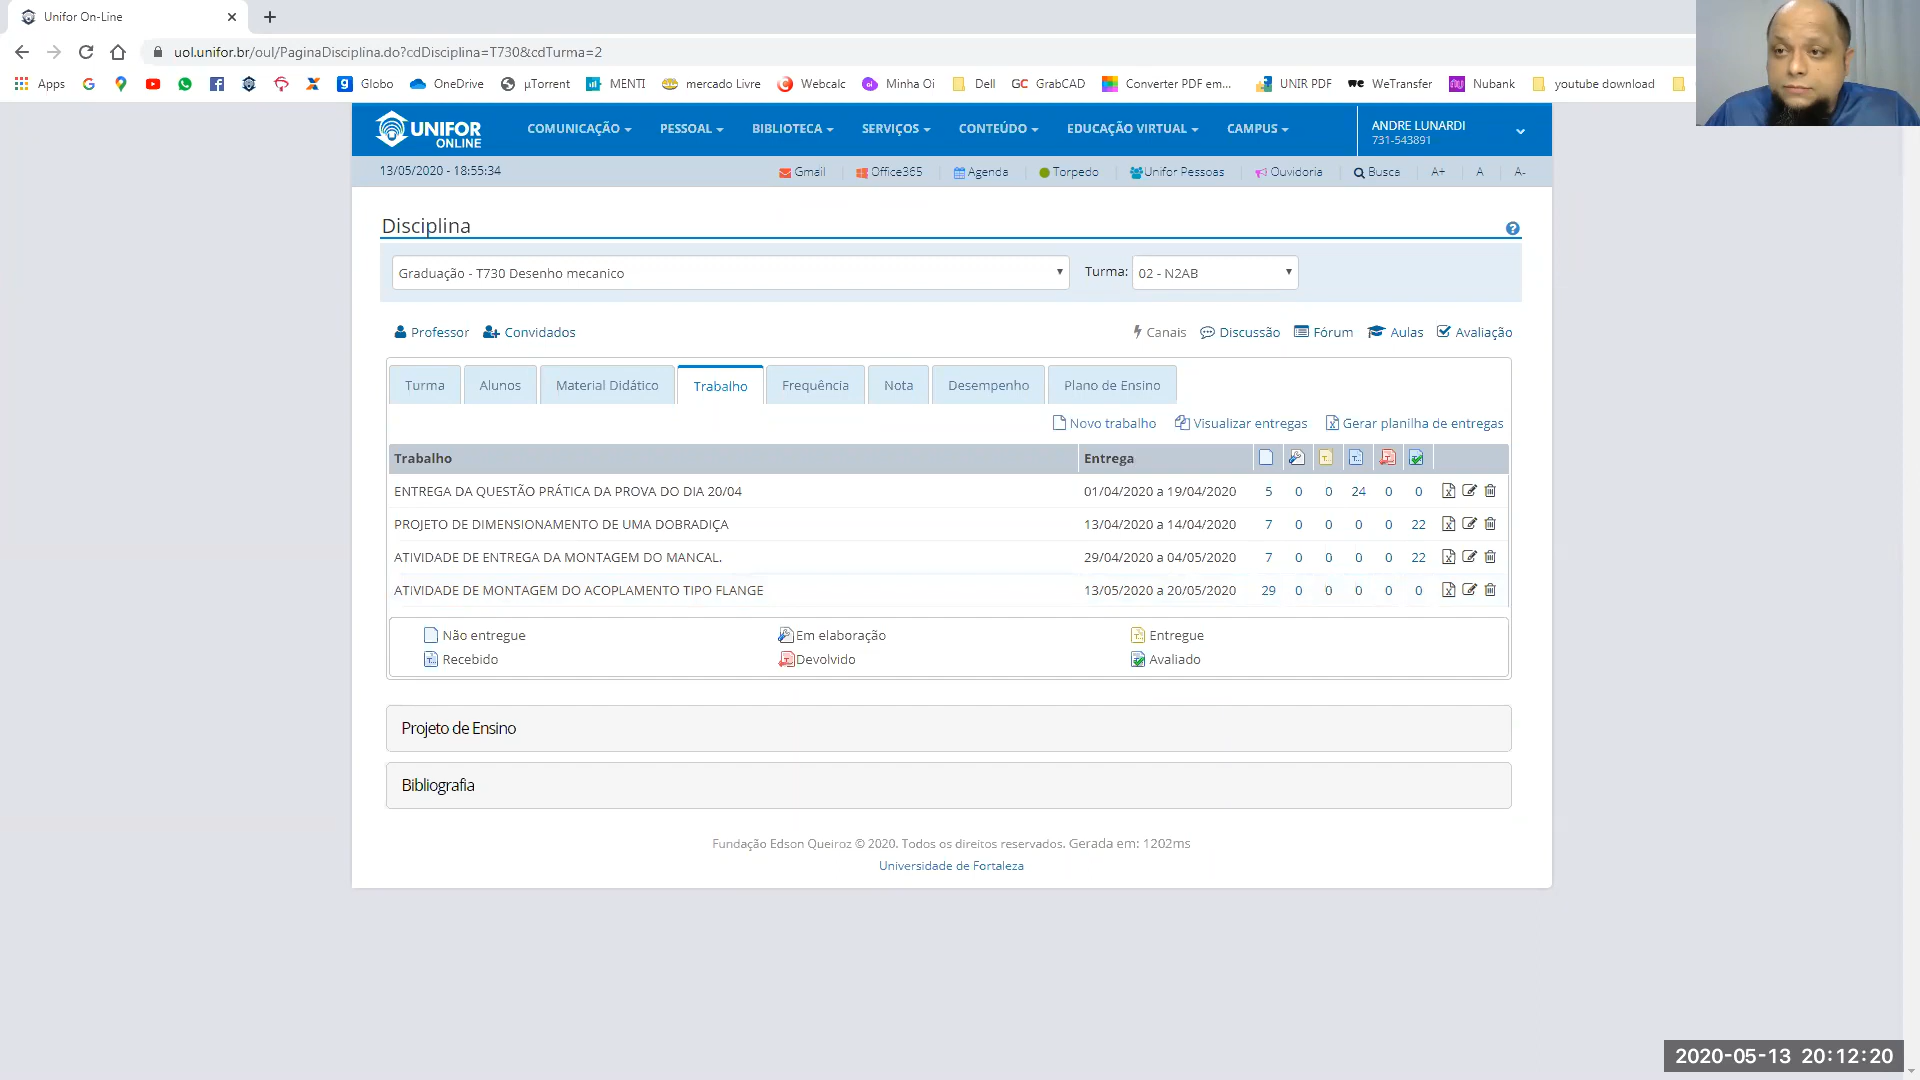 Unifor On-Line
uol.unifor.br/oul/PaginaDisciplina.do?cdDisciplina=T730&cdTurma=2
Apps Globo OneDrive µTorrent MENTI mercado Livre Webcalc Minha Oi Dell GC GrabCAD Converter PDF em... UNIR PDF we WeTransfer Nubank youtube download
UNIFOR ONLINE COMUNICAÇÃO PESSOAL BIBLIOTECA SERVIÇOS CONTEÚDO EDUCAÇÃO VIRTUAL CAMPUS ANDRE LUNARDI
731-543891
13/05/2020 - 18:55:34 Gmail Office365 Agenda Torpedo Unifor Pessoas Ouvidoria Busca A+ A A-
Disciplina
Graduação - T730 Desenho mecanico Turma: 02 - N2AB
Professor Convidados Canais Discussão Fórum Aulas Avaliação
Turma Alunos Material Didático Trabalho Frequência Nota Desempenho Plano de Ensino
Novo trabalho Visualizar entregas Gerar planilha de entregas
Trabalho Entrega
ENTREGA DA QUESTÃO PRÁTICA DA PROVA DO DIA 20/04 01/04/2020 a 19/04/2020 5 0 0 24 0 0
PROJETO DE DIMENSIONAMENTO DE UMA DOBRADIÇA 13/04/2020 a 14/04/2020 7 0 0 0 0 22
ATIVIDADE DE ENTREGA DA MONTAGEM DO MANCAL. 29/04/2020 a 04/05/2020 7 0 0 0 0 22
ATIVIDADE DE MONTAGEM DO ACOPLAMENTO TIPO FLANGE 13/05/2020 a 20/05/2020 29 0 0 0 0 0
Não entregue Em elaboração Entregue
Recebido Devolvido Avaliado
Projeto de Ensino
Bibliografia
Fundação Edson Queiroz © 2020. Todos os direitos reservados. Gerada em: 1202ms
Universidade de Fortaleza
2020-05-13 20:12:20